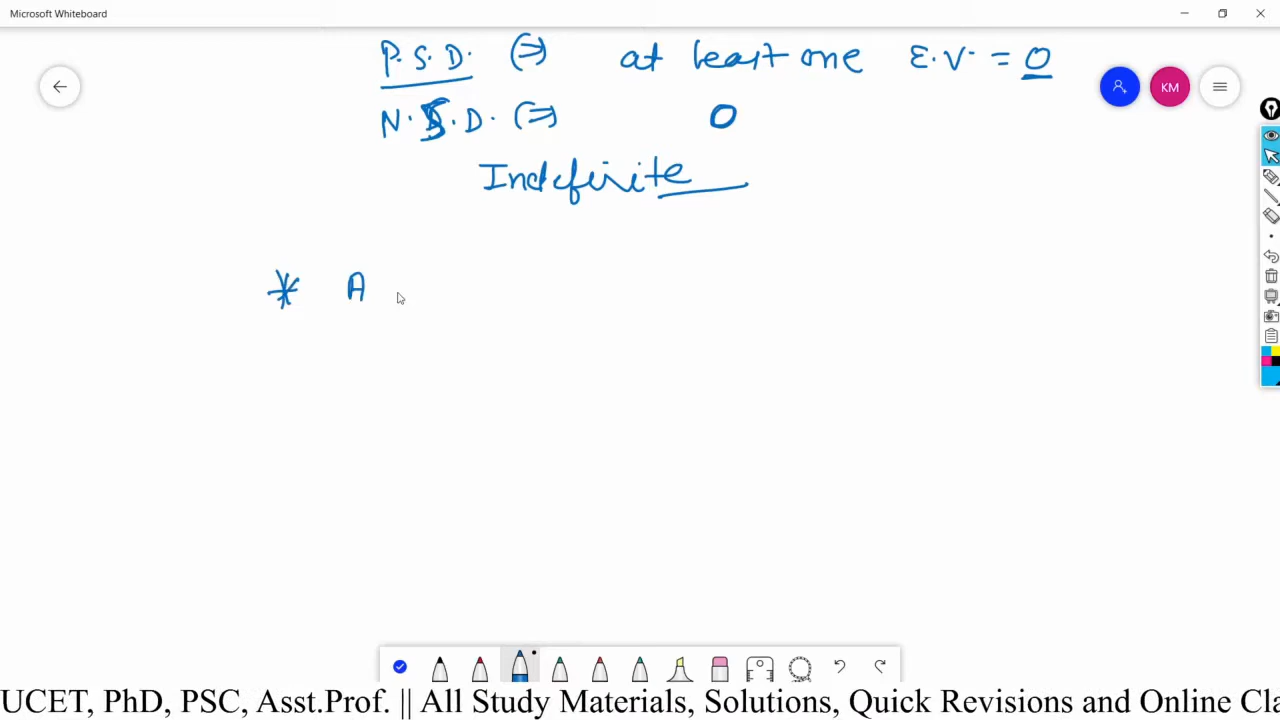 Microsoft Whiteboard
P.S.D. (⇒ at least one E.V. = 0
KM
N.S.D. (⇒ 0
Indefinite
* A
UCET, PhD, PSC, Asst.Prof. || All Study Materials, Solutions, Quick Revisions and Online Cla